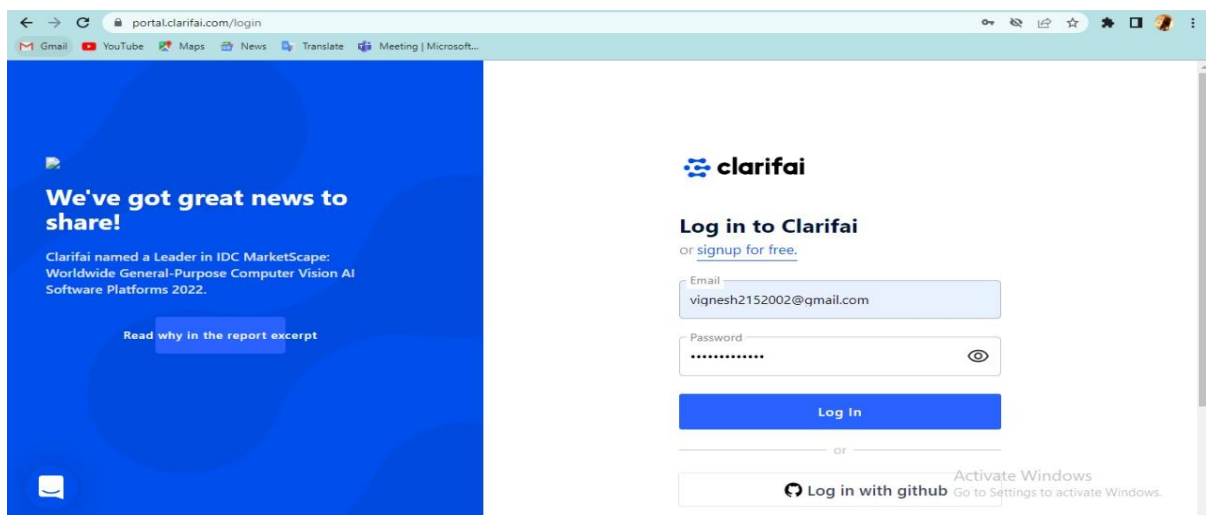 portal.clarifai.com/login
Gmail YouTube Maps News Translate Meeting | Microsoft...
We've got great news to
share!
Clarifai named a Leader in IDC MarketScape:
Worldwide General-Purpose Computer Vision AI
Software Platforms 2022.
Read why in the report excerpt
clarifai
Log in to Clarifai
or signup for free.
Email
vignesh2152002@gmail.com
Password
•••••••••••••
Log In
or
Log in with github
Activate Windows
Go to Settings to activate Windows.